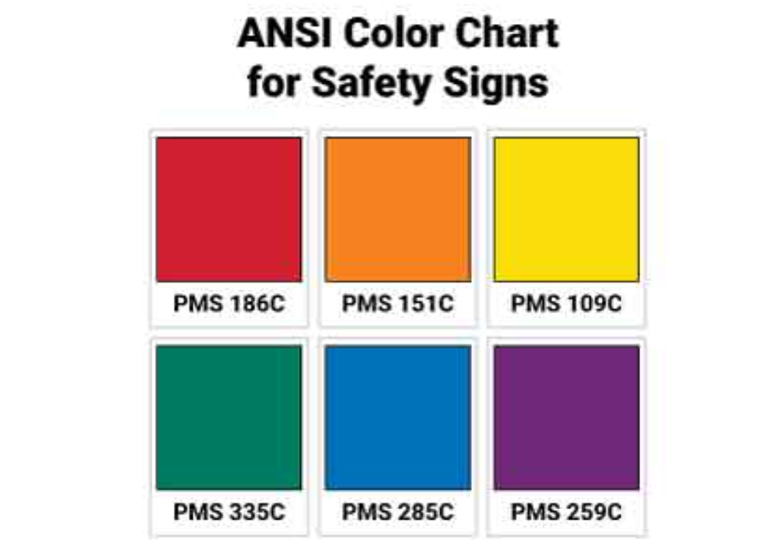 ANSI Color Chart
for Safety Signs
PMS 186C
PMS 151C
PMS 109C
PMS 335C
PMS 285C
PMS 259C